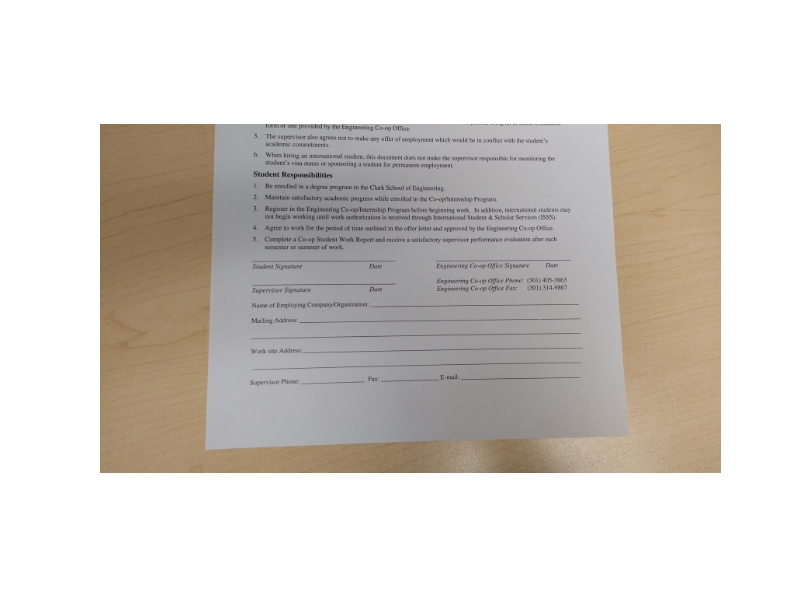 form or one provided by the Engineering Co-op Office.
5. The supervisor also agrees not to make any offer of employment which would be in conflict with the student's
academic commitments.
6. When hiring an international student, this document does not make the supervisor responsible for monitoring the
student's visa status or sponsoring a student for permanent employment.
Student Responsibilities
1. Be enrolled in a degree program in the Clark School of Engineering.
2. Maintain satisfactory academic progress while enrolled in the Co-op/Internship Program.
3. Register in the Engineering Co-op/Internship Program before beginning work. In addition, international students may
not begin working until work authorization is received through International Student & Scholar Services (ISSS).
4. Agree to work for the period of time outlined in the offer letter and approved by the Engineering Co-op Office.
5. Complete a Co-op Student Work Report and receive a satisfactory supervisor performance evaluation after each
semester or summer of work.
Student Signature Date Engineering Co-op Office Signature Date
Engineering Co-op Office Phone: (301) 405-3863
Supervisor Signature Date Engineering Co-op Office Fax: (301) 314-9867
Name of Employing Company/Organization:
Mailing Address:
Work site Address:
Supervisor Phone: Fax: E-mail: